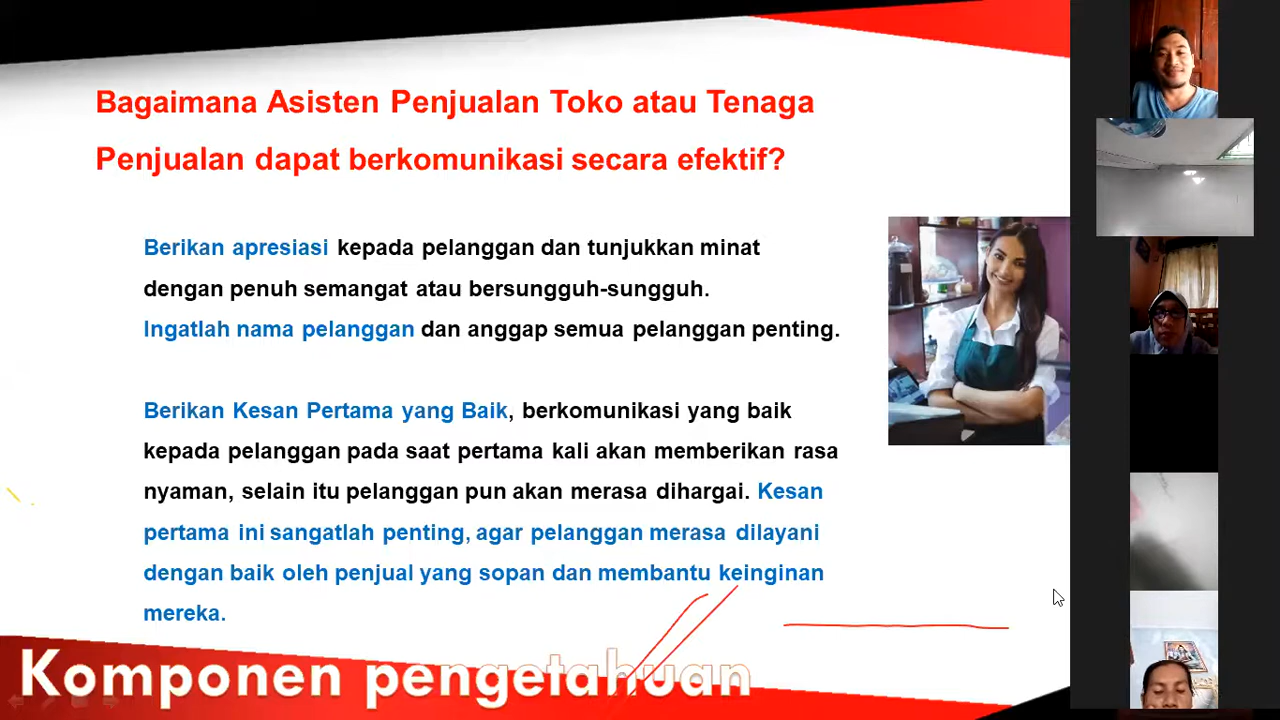 Bagaimana Asisten Penjualan Toko atau Tenaga
Penjualan dapat berkomunikasi secara efektif?
Berikan apresiasi kepada pelanggan dan tunjukkan minat
dengan penuh semangat atau bersungguh-sungguh.
Ingatlah nama pelanggan dan anggap semua pelanggan penting.
Berikan Kesan Pertama yang Baik, berkomunikasi yang baik
kepada pelanggan pada saat pertama kali akan memberikan rasa
nyaman, selain itu pelanggan pun akan merasa dihargai. Kesan
pertama ini sangatlah penting, agar pelanggan merasa dilayani
dengan baik oleh penjual yang sopan dan membantu keinginan
mereka.
Komponen pengetahuan